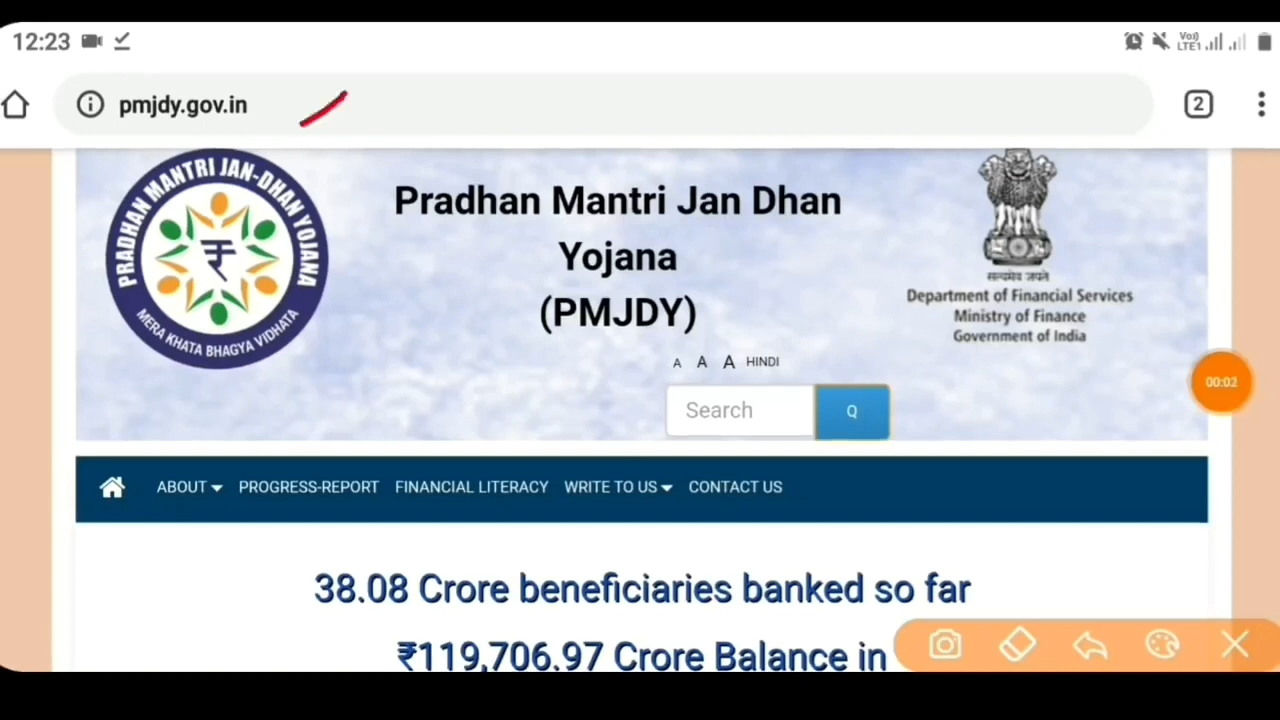 12:23
Vo) LTE1
pmjdy.gov.in
2
PRADHAN MANTRI JAN-DHAN YOJANA
MERA KHATA BHAGYA VIDHATA
Pradhan Mantri Jan Dhan
Yojana
(PMJDY)
सत्यमेव जयते
Department of Financial Services
Ministry of Finance
Government of India
A A A HINDI
Search
Q
00:02
ABOUT PROGRESS-REPORT FINANCIAL LITERACY WRITE TO US CONTACT US
38.08 Crore beneficiaries banked so far
₹119,706.97 Crore Balance in